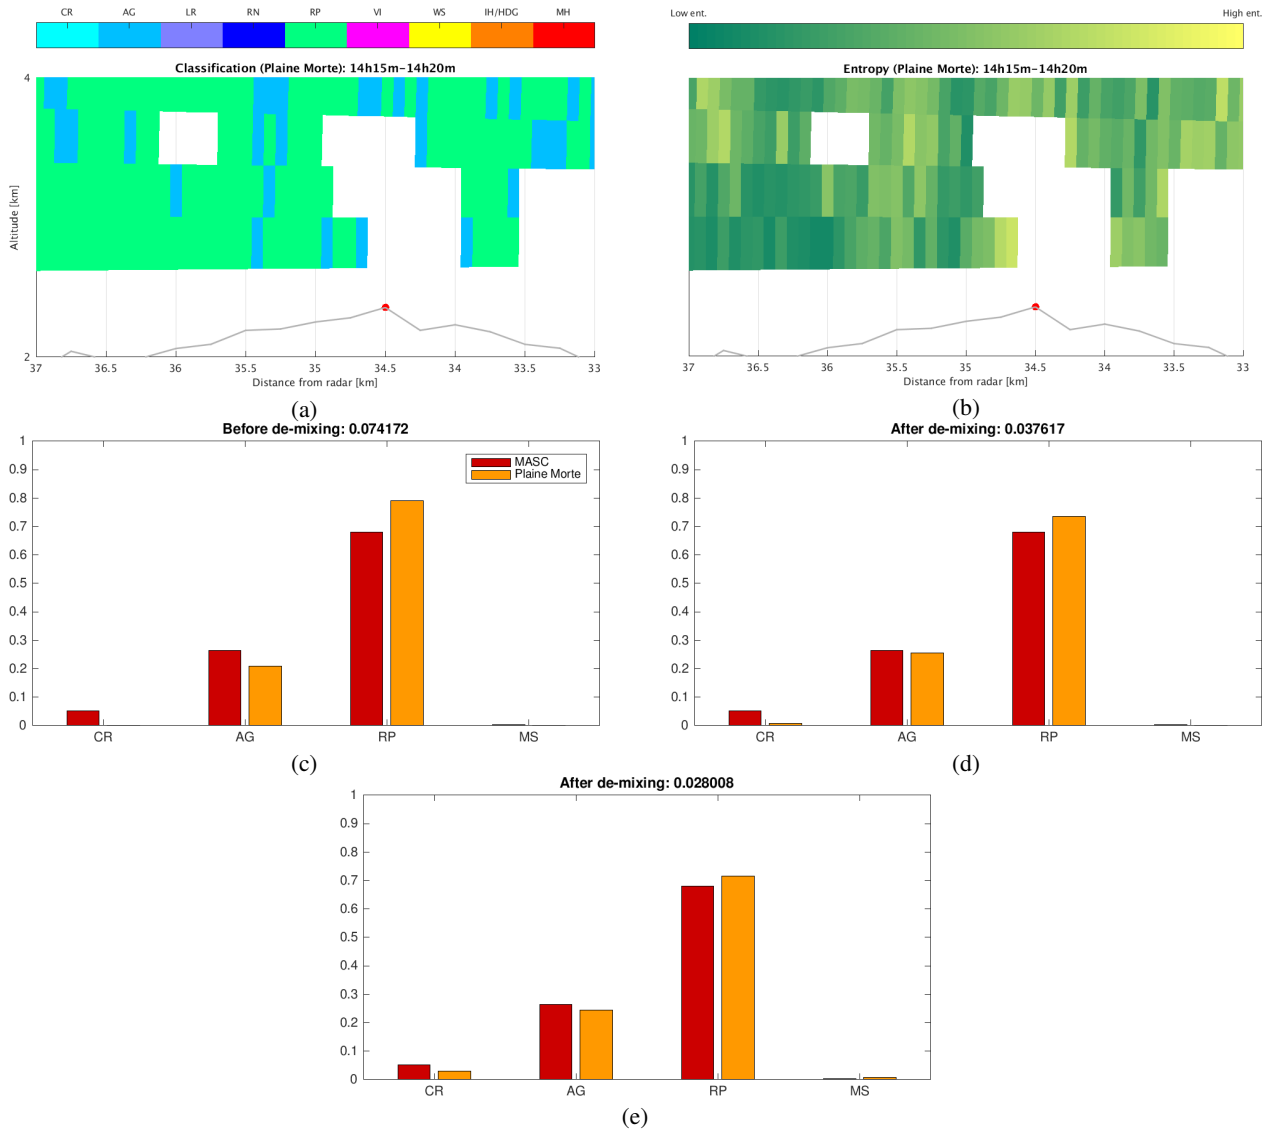 CR AG LR RN RP VI WS IH/HDG MH
Classification (Plaine Morte): 14h15m−14h20m
4
2
Altitude [km]
37 36.5 36 35.5 35 34.5 34 33.5 33
Distance from radar [km]
(a)
Low ent. High ent.
Entropy (Plaine Morte): 14h15m−14h20m
37 36.5 36 35.5 35 34.5 34 33.5 33
Distance from radar [km]
(b)
Before de-mixing: 0.074172
1
0.9
0.8
0.7
0.6
0.5
0.4
0.3
0.2
0.1
0
MASC
Plaine Morte
CR AG RP MS
(c)
After de-mixing: 0.037617
1
0.9
0.8
0.7
0.6
0.5
0.4
0.3
0.2
0.1
0
CR AG RP MS
(d)
After de-mixing: 0.028008
1
0.9
0.8
0.7
0.6
0.5
0.4
0.3
0.2
0.1
0
CR AG RP MS
(e)